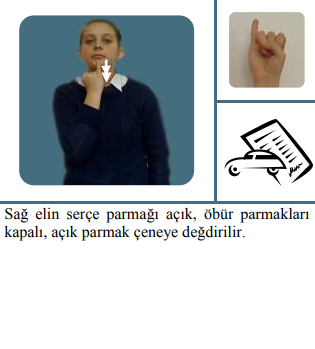 Sağ elin serçe parmağı açık, öbür parmakları
kapalı, açık parmak çeneye değdirilir.